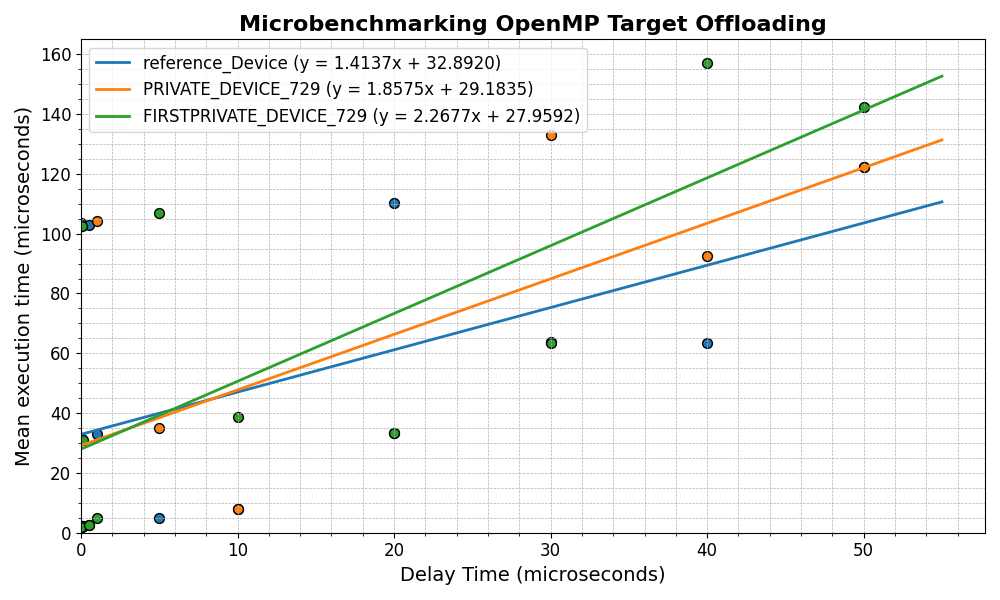 Microbenchmarking OpenMP Target Offloading
reference_Device (y = 1.4137x + 32.8920)
PRIVATE_DEVICE_729 (y = 1.8575x + 29.1835)
FIRSTPRIVATE_DEVICE_729 (y = 2.2677x + 27.9592)
Mean execution time (microseconds)
160
140
120
100
80
60
40
20
0
0 10 20 30 40 50
Delay Time (microseconds)